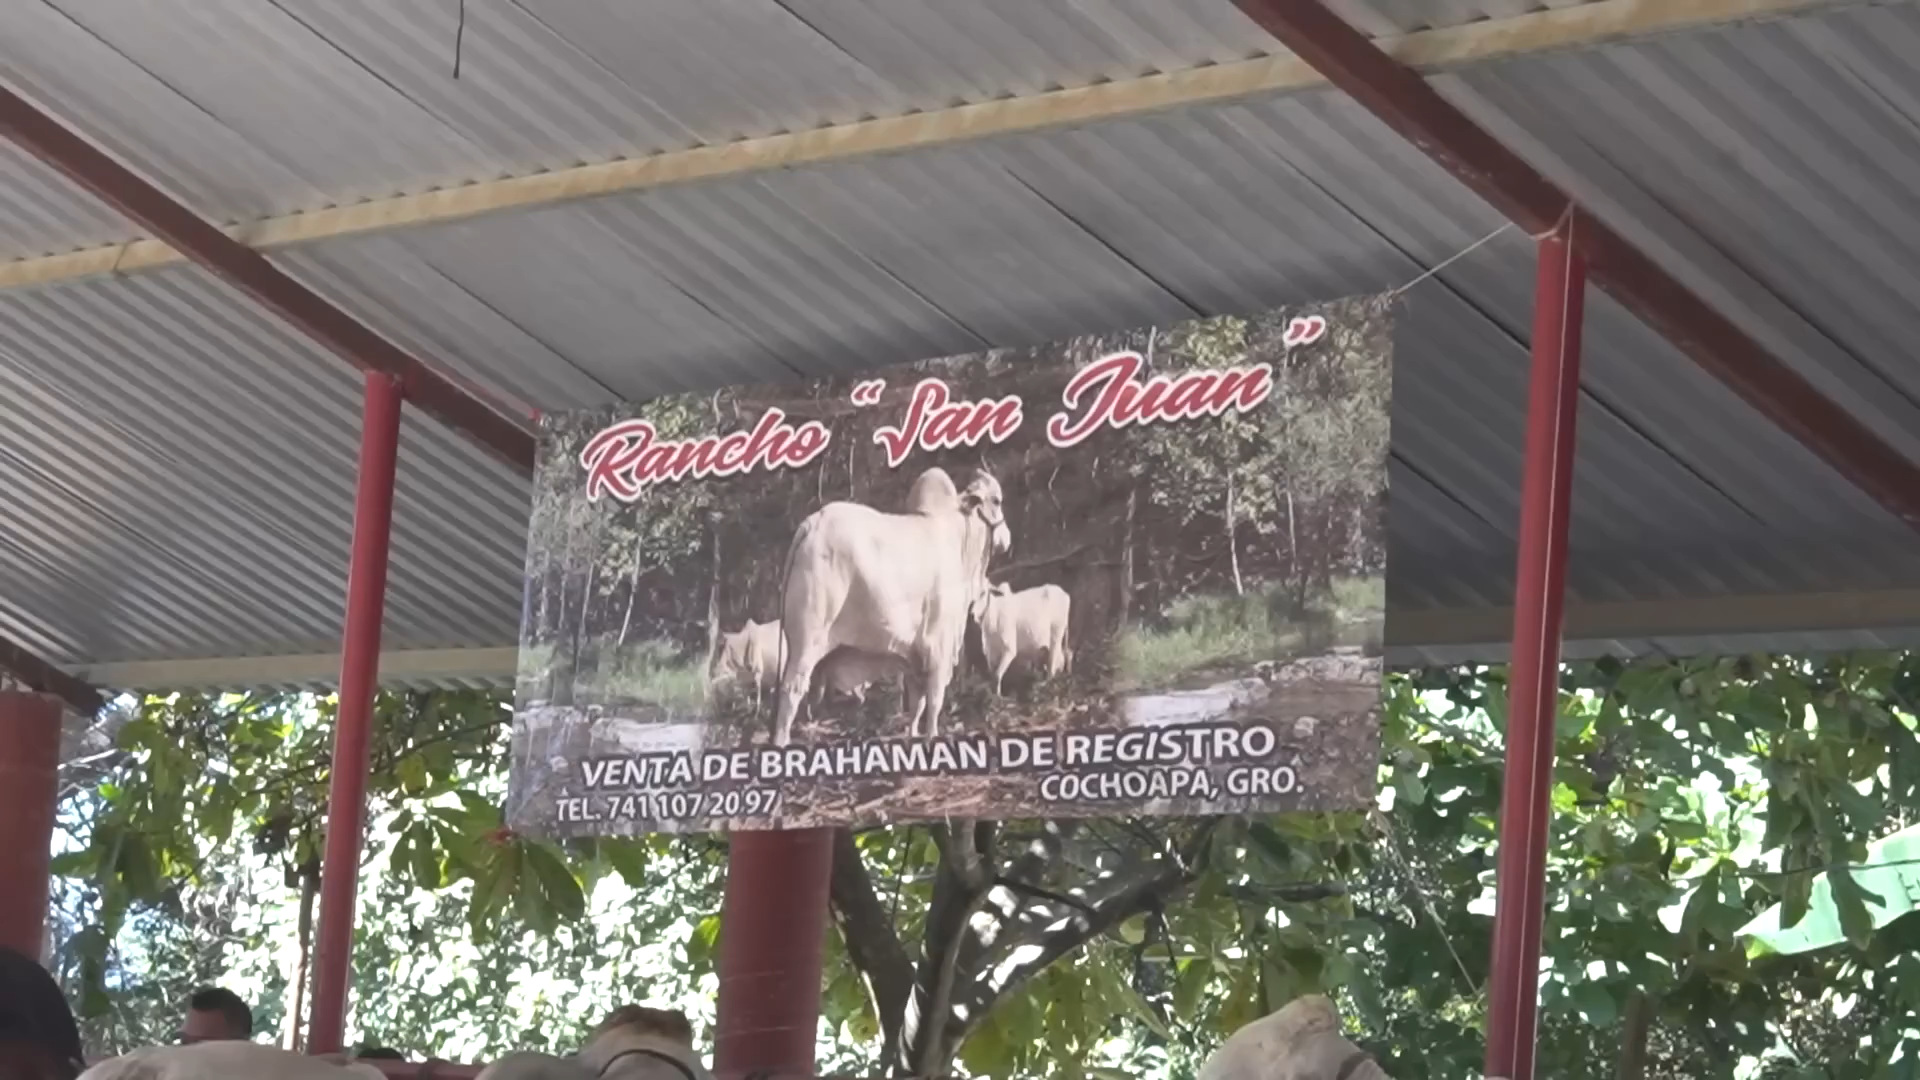 Rancho “San Juan”
VENTA DE BRAHAMAN DE REGISTRO
COCHOAPA, GRO.
TEL. 741 107 20 97